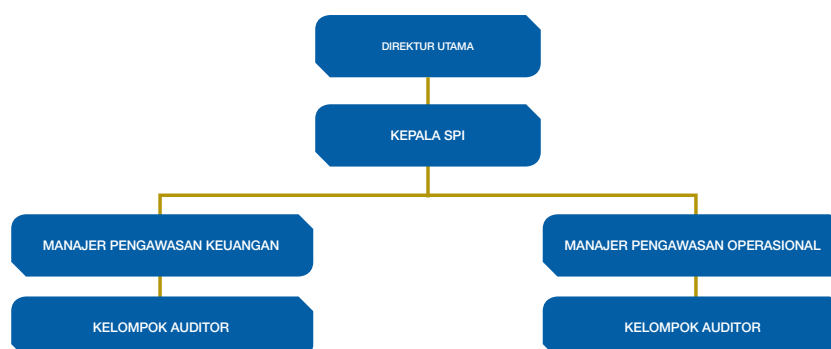 DIREKTUR UTAMA
KEPALA SPI
MANAJER PENGAWASAN KEUANGAN
MANAJER PENGAWASAN OPERASIONAL
KELOMPOK AUDITOR
KELOMPOK AUDITOR